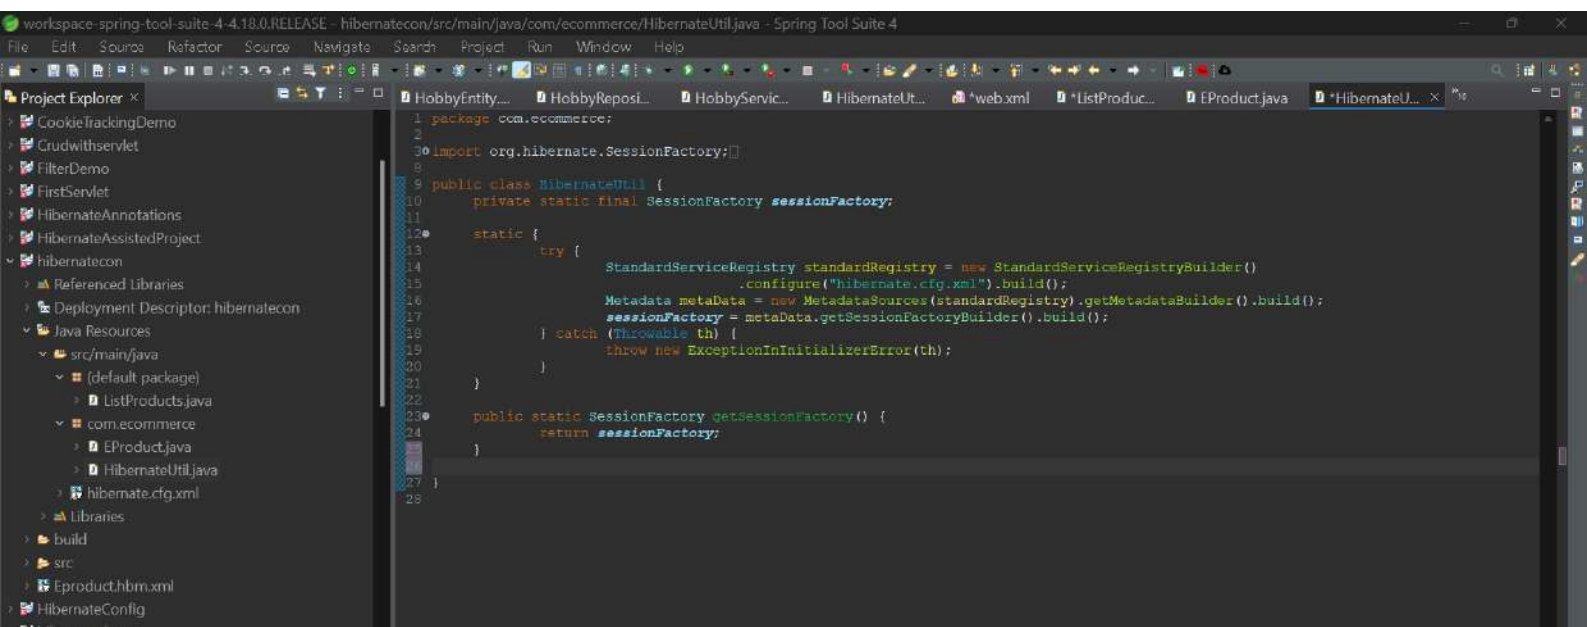 workspace-spring-tool-suite-4-4.18.0.RELEASE - hibernatecon/src/main/java/com/ecommerce/HibernateUtil.java - Spring Tool Suite 4
File Edit Source Refactor Source Navigate Search Project Run Window Help
Project Explorer
HobbyEntity.... HobbyReposi... HobbyServic... HibernateUt... *web.xml *ListProduc... EProduct.java *HibernateU... "10
CookieTrackingDemo
Crudwithservlet
FilterDemo
FirstServlet
HibernateAnnotations
HibernateAssistedProject
hibernatecon
Referenced Libraries
Deployment Descriptor: hibernatecon
Java Resources
src/main/java
(default package)
ListProducts.java
com.ecommerce
EProduct.java
HibernateUtil.java
hibernate.cfg.xml
Libraries
build
src
Eproduct.hbm.xml
HibernateConfig
1 package com.ecommerce;
2
3 import org.hibernate.SessionFactory;
8
9 public class HibernateUtil {
10 private static final SessionFactory sessionFactory;
11
12 static {
13 try {
14 StandardServiceRegistry standardRegistry = new StandardServiceRegistryBuilder()
15 .configure("hibernate.cfg.xml").build();
16 Metadata metaData = new MetadataSources(standardRegistry).getMetadataBuilder().build();
17 sessionFactory = metaData.getSessionFactoryBuilder().build();
18 } catch (Throwable th) {
19 throw new ExceptionInInitializerError(th);
20 }
21 }
22
23 public static SessionFactory getSessionFactory() {
24 return sessionFactory;
25 }
26
27 }
28